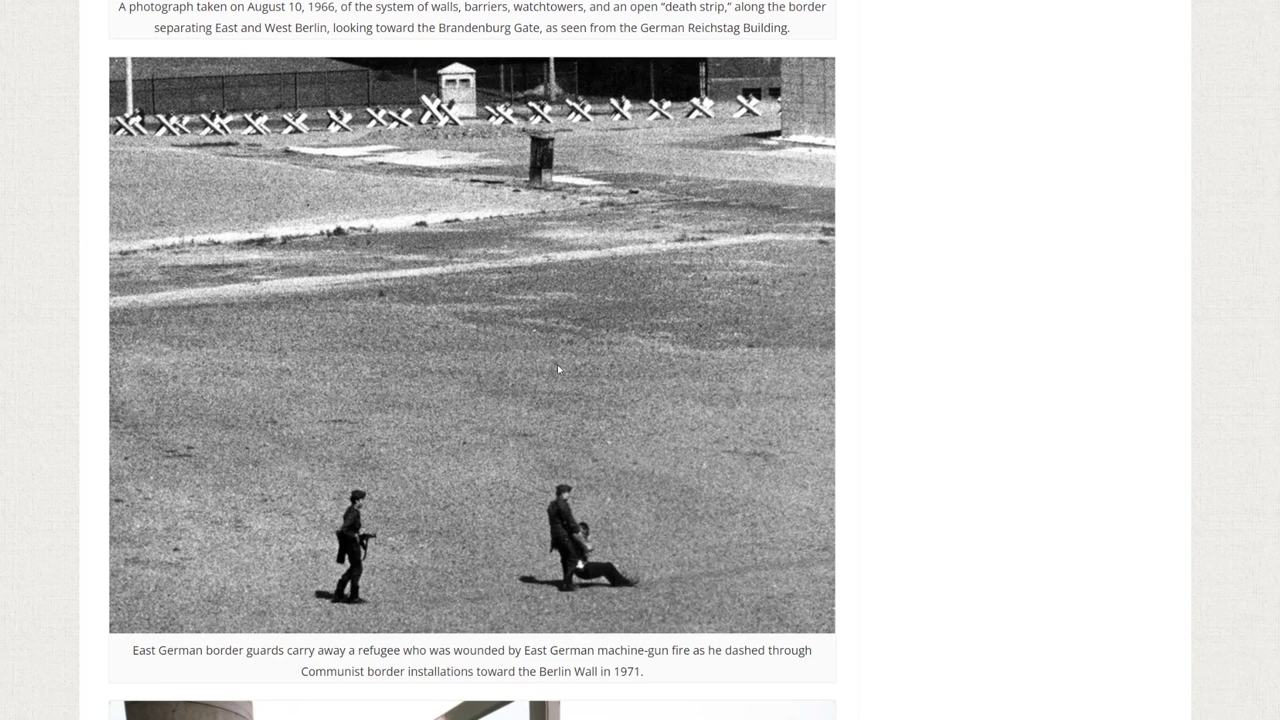 A photograph taken on August 10, 1966, of the system of walls, barriers, watchtowers, and an open “death strip,” along the border
separating East and West Berlin, looking toward the Brandenburg Gate, as seen from the German Reichstag Building.
East German border guards carry away a refugee who was wounded by East German machine-gun fire as he dashed through
Communist border installations toward the Berlin Wall in 1971.